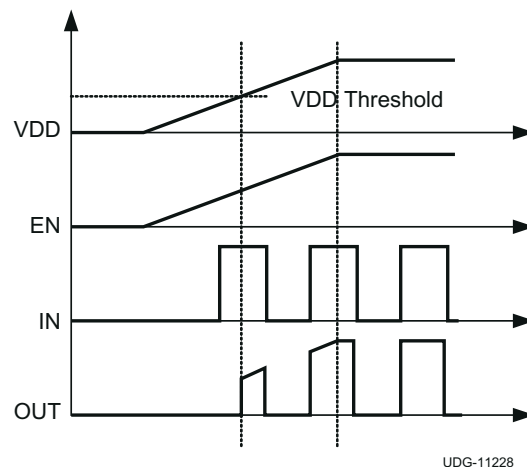 VDD Threshold
VDD
EN
IN
OUT
UDG-11228